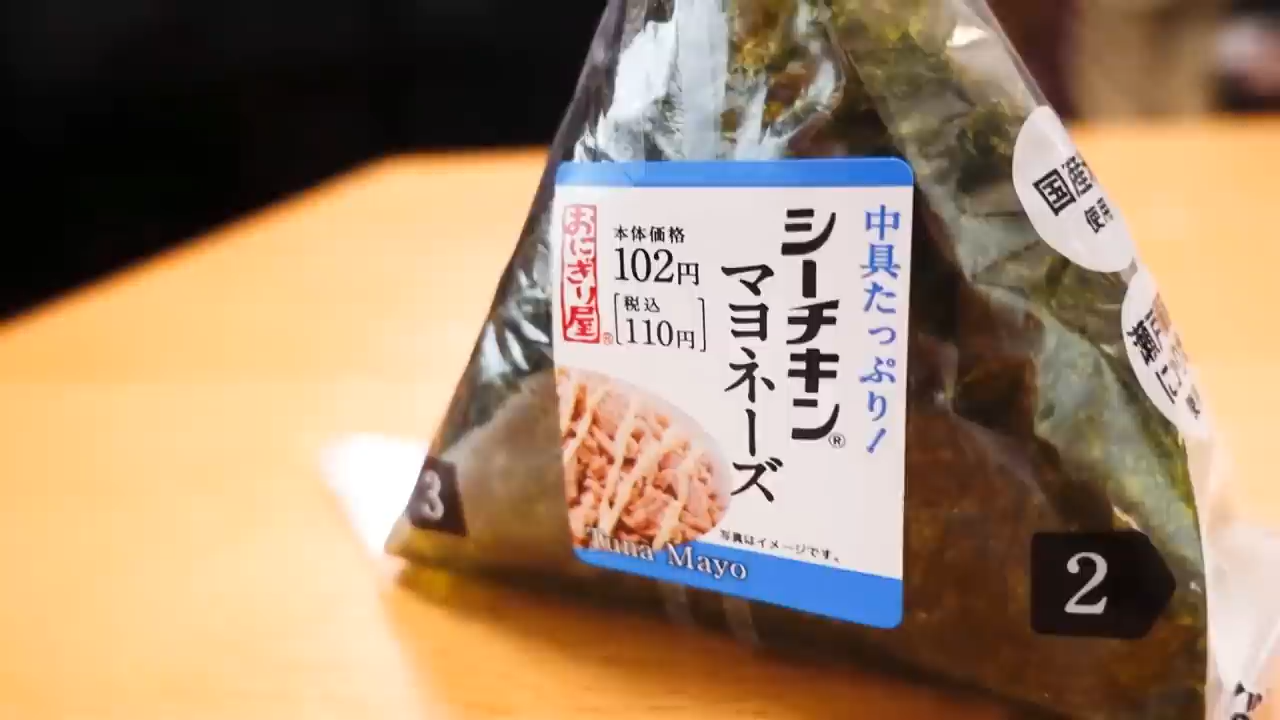 中具たっぷり!
シーチキン®
マヨネーズ
おにぎり屋®
本体価格
102円
[税込
110円]
写真はイメージです。
Tuna Mayo
国産
使用
3
2